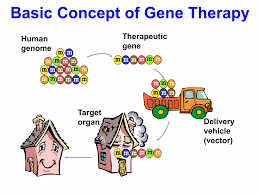 Basic Concept of Gene Therapy
Human
genome
Therapeutic
gene
Target
organ
Delivery
vehicle
(vector)